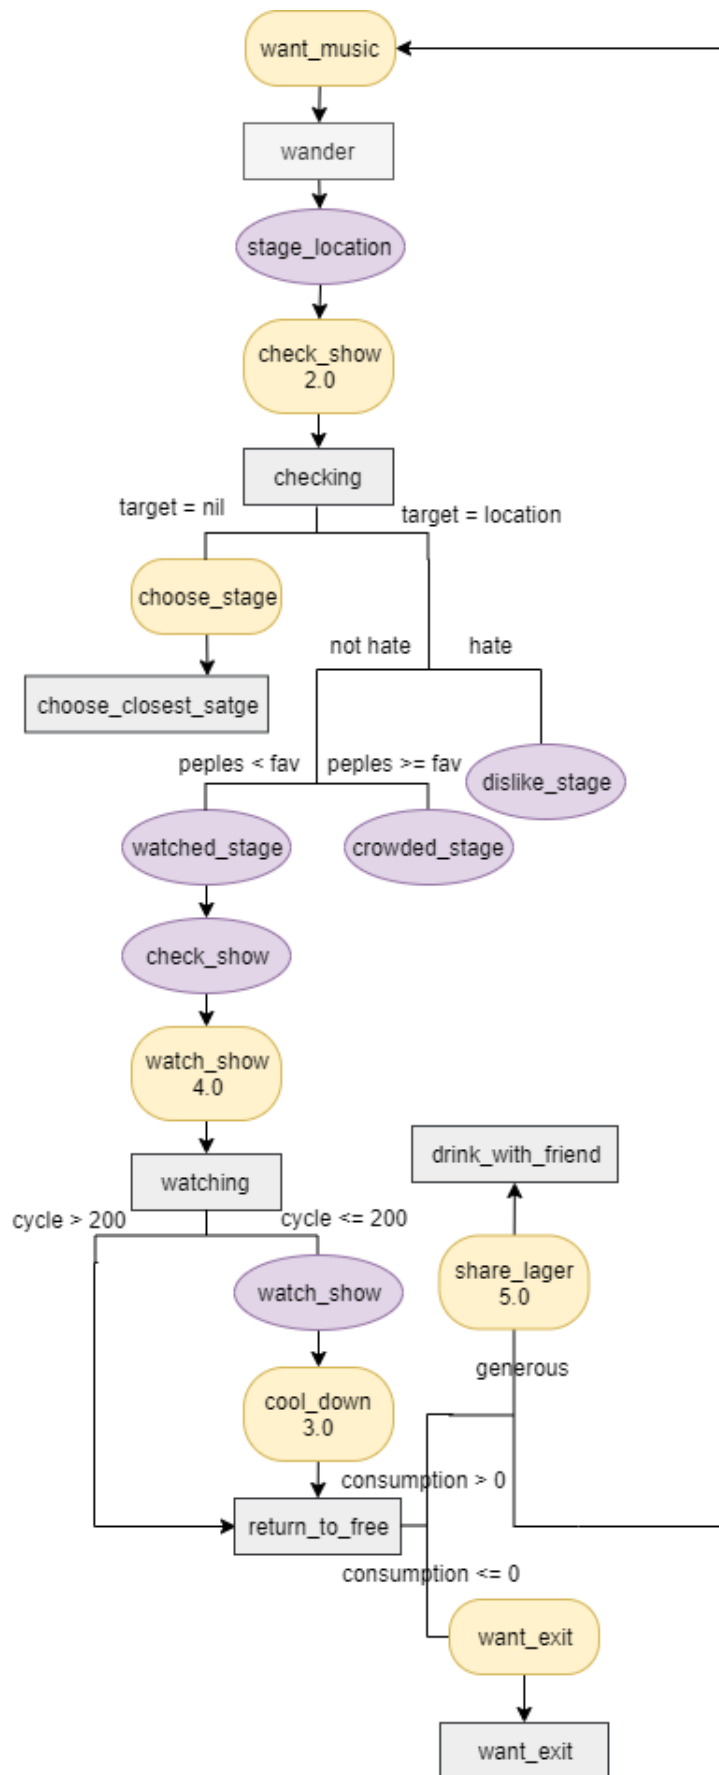 want_music
wander
stage_location
check_show
2.0
checking
target = nil
target = location
choose_stage
not hate
hate
choose_closest_satge
peples < fav
peples >= fav
dislike_stage
watched_stage
crowded_stage
check_show
watch_show
4.0
drink_with_friend
watching
cycle > 200
cycle <= 200
share_lager
5.0
watch_show
generous
cool_down
3.0
consumption > 0
return_to_free
consumption <= 0
want_exit
want_exit